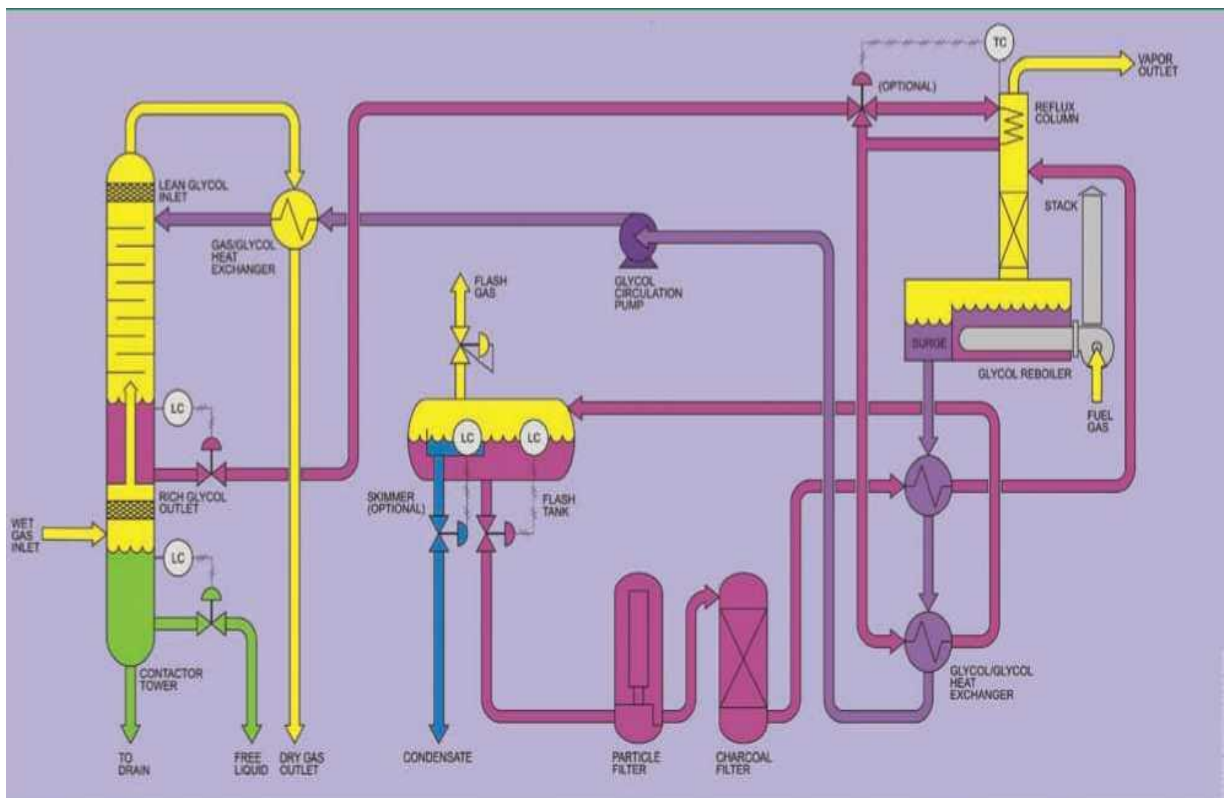 TC
(OPTIONAL)
VAPOR
OUTLET
REFLUX
COLUMN
LEAN GLYCOL
INLET
STACK
GAS/GLYCOL
HEAT
EXCHANGER
FLASH
GAS
GLYCOL
CIRCULATION
PUMP
SURGE
GLYCOL REBOILER
FUEL
GAS
LC
LC
LC
RICH GLYCOL
OUTLET
SKIMMER
(OPTIONAL)
FLASH
TANK
WET
GAS
INLET
LC
CONTACTOR
TOWER
GLYCOL/GLYCOL
HEAT
EXCHANGER
TO
DRAIN
FREE
LIQUID
DRY GAS
OUTLET
CONDENSATE
PARTICLE
FILTER
CHARCOAL
FILTER